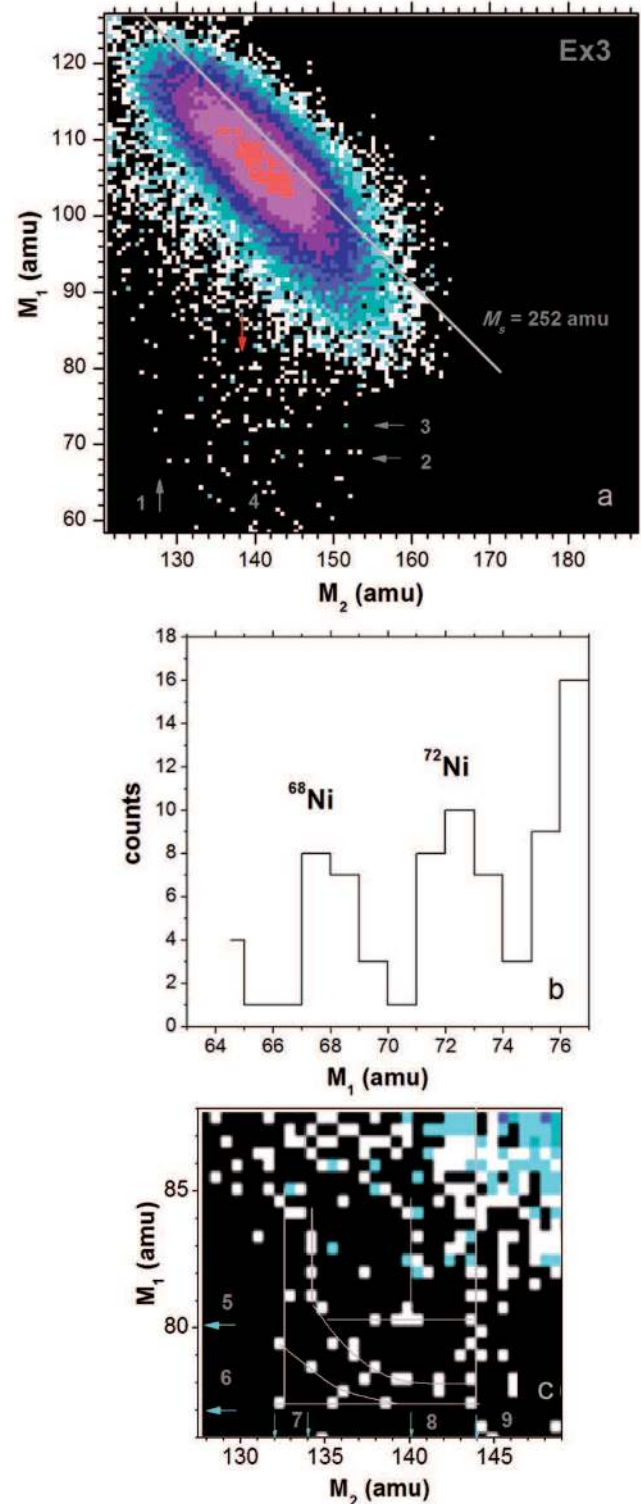 Ex3
120
110
100
90
80
70
60
M₁ (amu)
Mₛ = 252 amu
3
2
1
4
a
130 140 150 160 170 180
M₂ (amu)
18
16
14
12
10
8
6
4
2
0
counts
⁶⁸Ni
⁷²Ni
b
64 66 68 70 72 74 76
M₁ (amu)
85
80
M₁ (amu)
5
6
7
8
9
c
130 135 140 145
M₂ (amu)